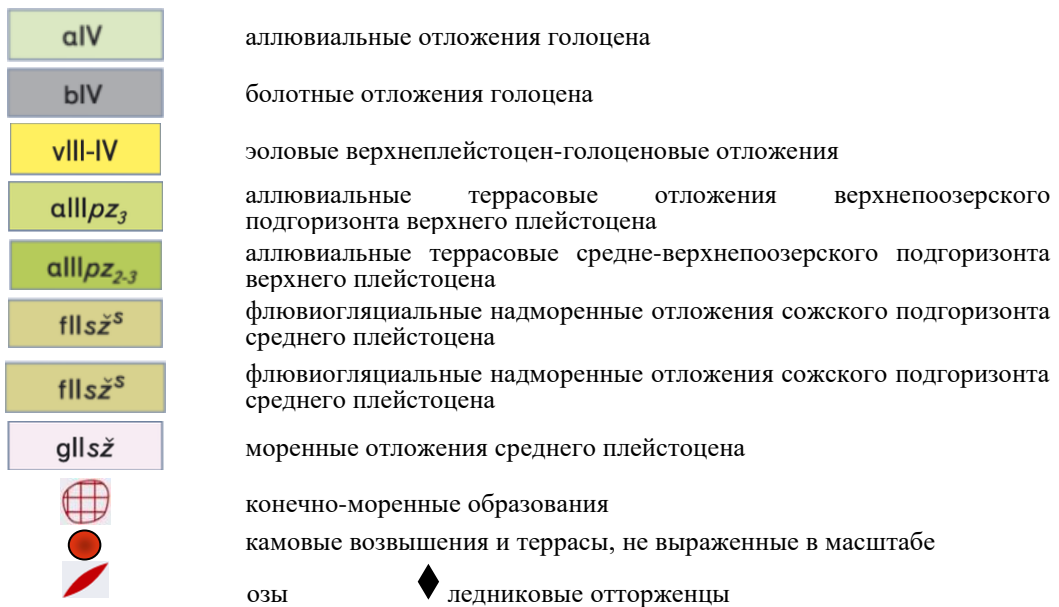 aIV аллювиальные отложения голоцена
bIV болотные отложения голоцена
vIII-IV эоловые верхнеплейстоцен-голоценовые отложения
aIIIpz₃ аллювиальные террасовые отложения верхнепоозерского
подгоризонта верхнего плейстоцена
aIIIpz₂₋₃ аллювиальные террасовые средне-верхнепоозерского подгоризонта
верхнего плейстоцена
fIIsžˢ флювиогляциальные надморенные отложения сожского подгоризонта
среднего плейстоцена
fIIsžˢ флювиогляциальные надморенные отложения сожского подгоризонта
среднего плейстоцена
gIIsž моренные отложения среднего плейстоцена
конечно-моренные образования
камовые возвышения и террасы, не выраженные в масштабе
озы ледниковые отторженцы